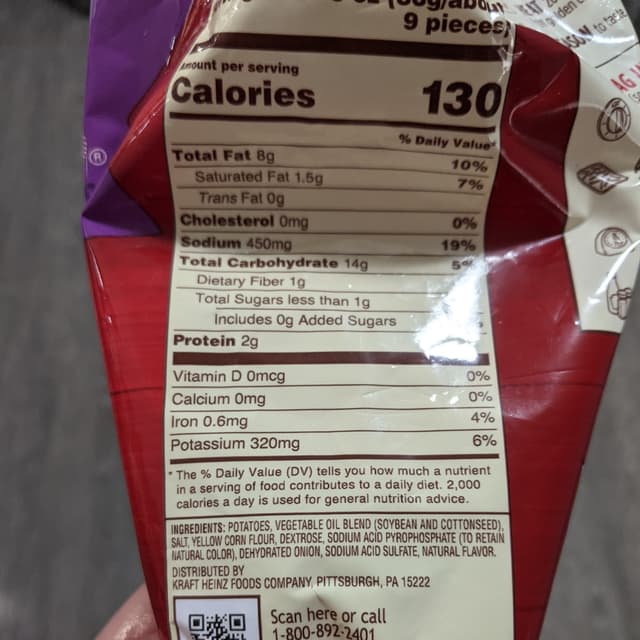 9 pieces)
Amount per serving
Calories 130
% Daily Value*
Total Fat 8g 10%
Saturated Fat 1.5g 7%
Trans Fat 0g
Cholesterol 0mg 0%
Sodium 450mg 19%
Total Carbohydrate 14g 5%
Dietary Fiber 1g
Total Sugars less than 1g
Includes 0g Added Sugars
Protein 2g
Vitamin D 0mcg 0%
Calcium 0mg 0%
Iron 0.6mg 4%
Potassium 320mg 6%
* The % Daily Value (DV) tells you how much a nutrient
in a serving of food contributes to a daily diet. 2,000
calories a day is used for general nutrition advice.
INGREDIENTS: POTATOES, VEGETABLE OIL BLEND (SOYBEAN AND COTTONSEED),
SALT, YELLOW CORN FLOUR, DEXTROSE, SODIUM ACID PYROPHOSPHATE (TO RETAIN
NATURAL COLOR), DEHYDRATED ONION, SODIUM ACID SULFATE, NATURAL FLAVOR.
DISTRIBUTED BY
KRAFT HEINZ FOODS COMPANY, PITTSBURGH, PA 15222
Scan here or call
1-800-892-2401
®
to taste